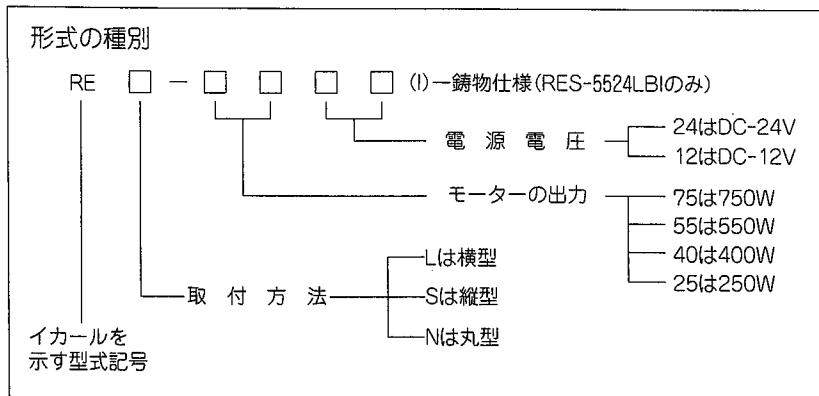 形式の種別
RE □ － □ □ □ □ (I)－鋳物仕様(RES-5524LBIのみ)
電源電圧
24はDC-24V
12はDC-12V
モーターの出力
75は750W
55は550W
40は400W
25は250W
取付方法
Lは横型
Sは縦型
Nは丸型
イカールを
示す型式記号